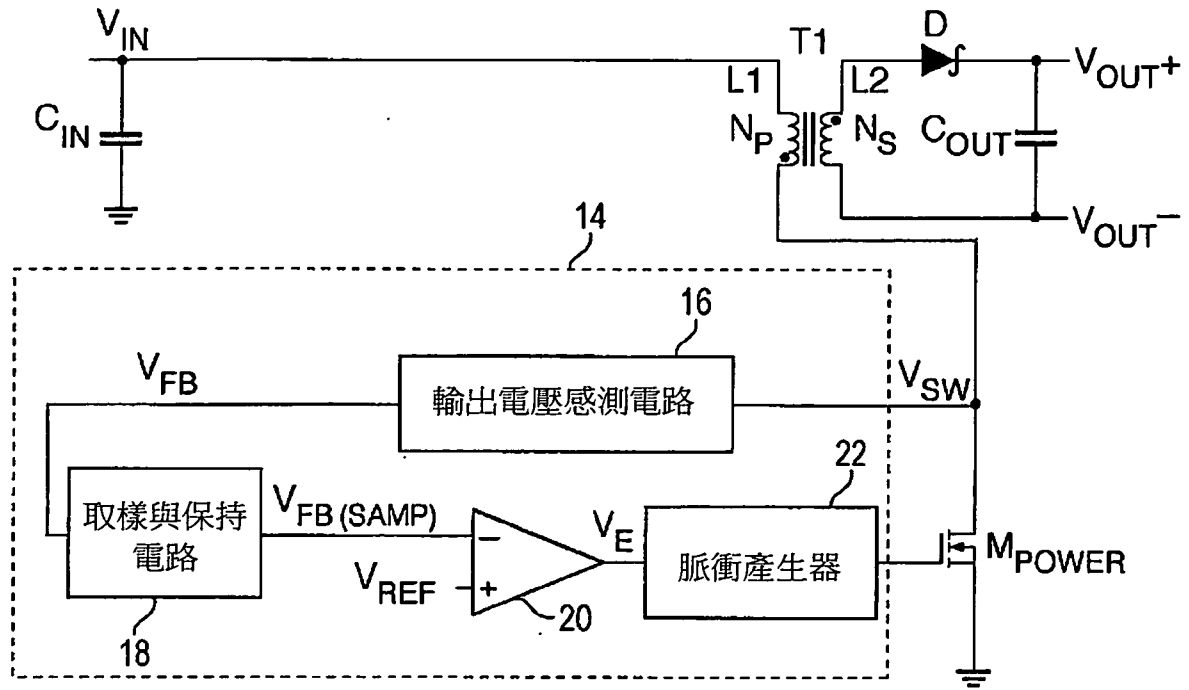 V_IN
T1
D
L1
L2
V_OUT+
C_IN
N_P
N_S
C_OUT
V_OUT−
14
16
V_FB
輸出電壓感測電路
V_SW
22
取樣與保持
電路
V_FB (SAMP)
−
V_E
脈衝產生器
M_POWER
V_REF
+
20
18